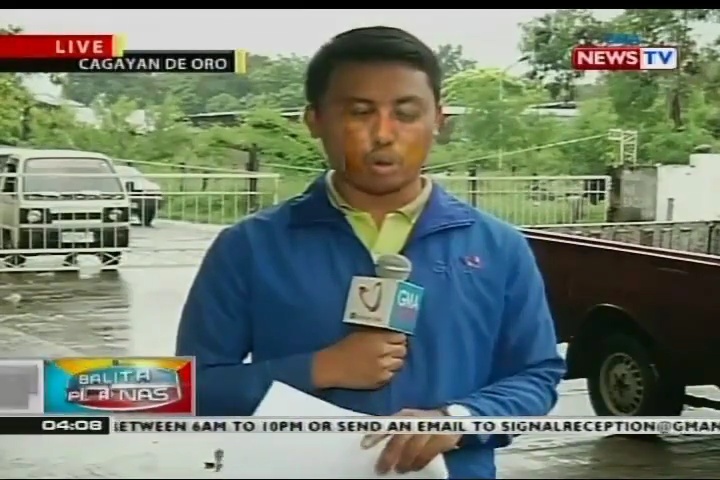 LIVE
CAGAYAN DE ORO
NEWS TV
GMA
BALITA
PILIPINAS
04:08
BETWEEN 6AM TO 10PM OR SEND AN EMAIL TO SIGNALRECEPTION@GMAN